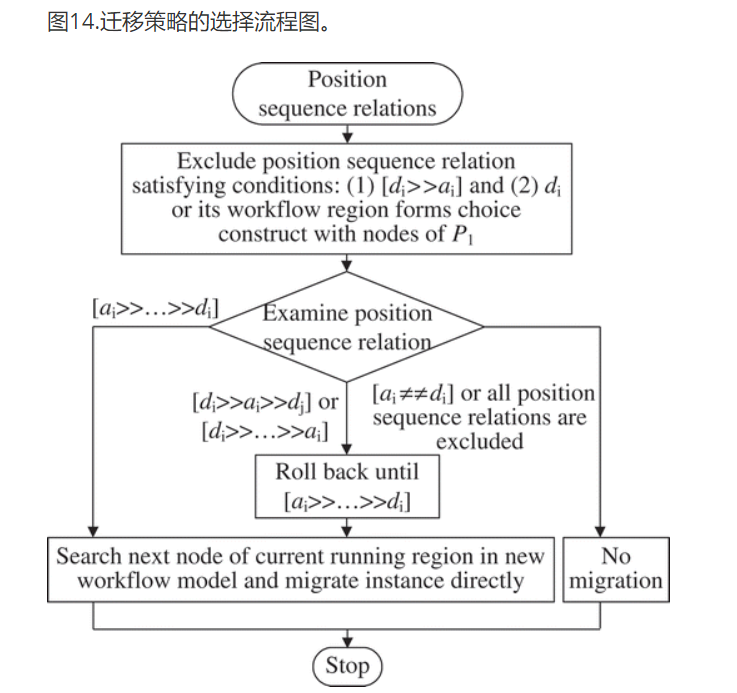 图14.迁移策略的选择流程图。
Position
sequence relations
Exclude position sequence relation
satisfying conditions: (1) [di>>ai] and (2) di
or its workflow region forms choice
construct with nodes of P1
[ai>>…>>di]
Examine position
sequence relation
[di>>ai>>dj] or
[di>>…>>ai]
[ai≠≠di] or all position
sequence relations are
excluded
Roll back until
[ai>>…>>di]
Search next node of current running region in new
workflow model and migrate instance directly
No
migration
Stop